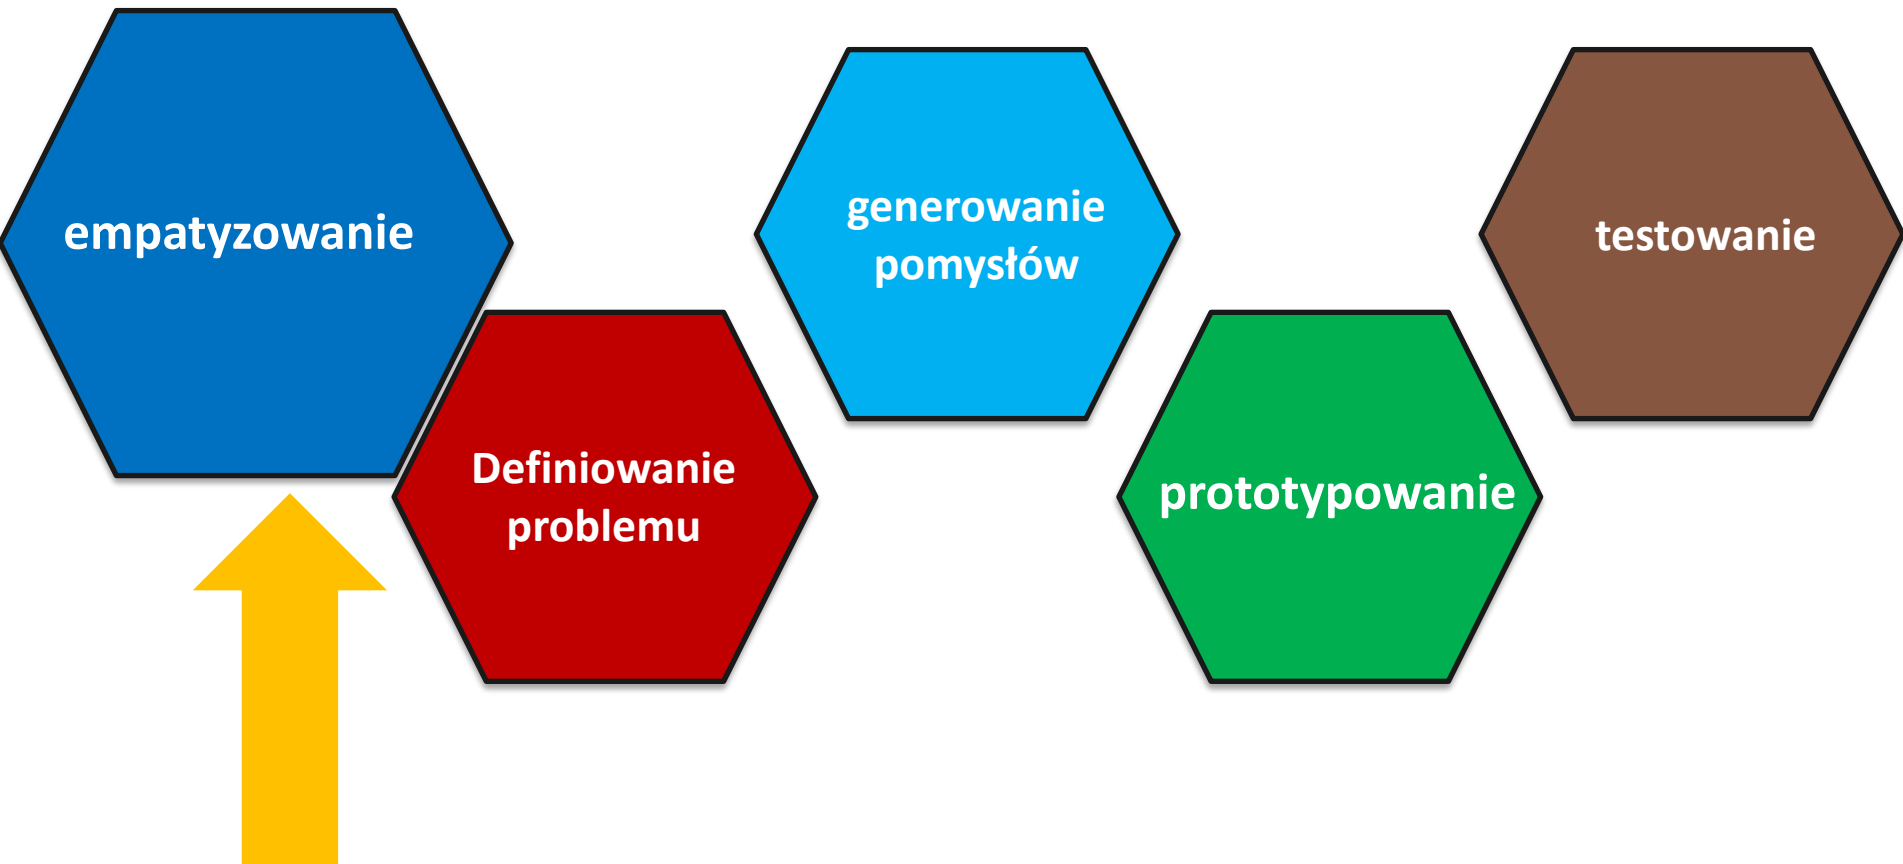 empatyzowanie
Definiowanie
problemu
generowanie
pomysłów
prototypowanie
testowanie